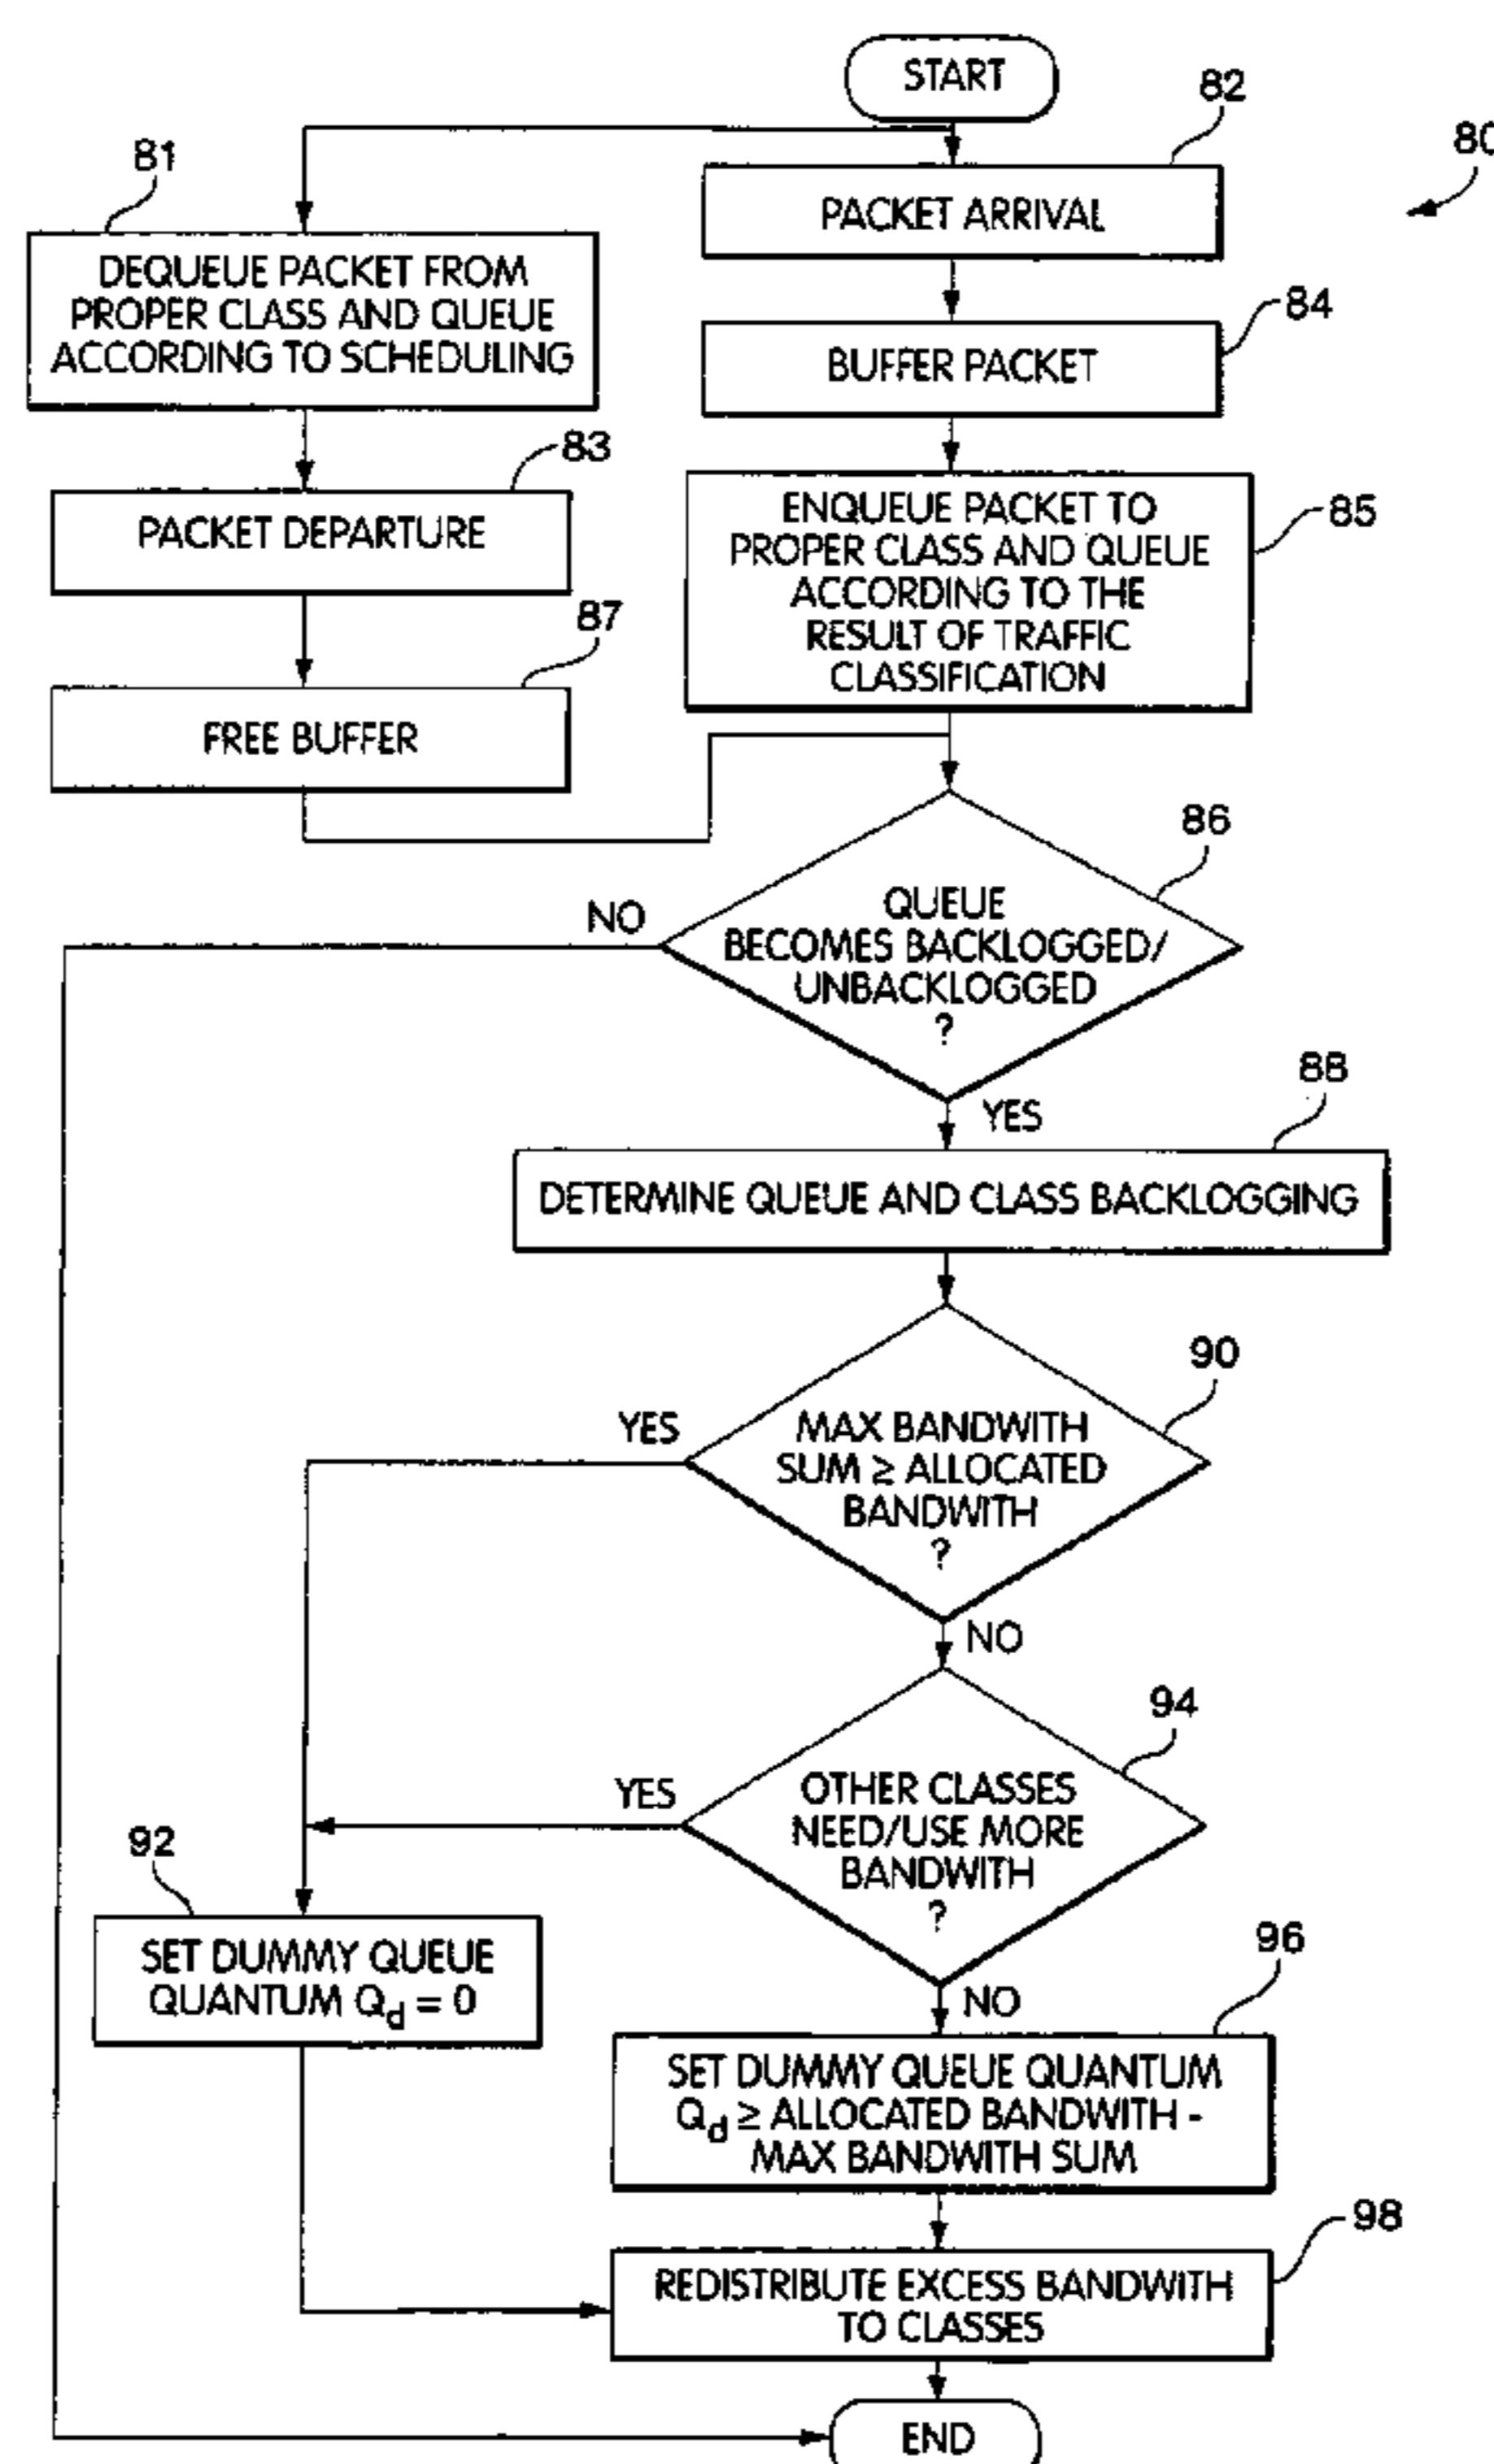 START
82
80
81
PACKET ARRIVAL
DEQUEUE PACKET FROM
PROPER CLASS AND QUEUE
ACCORDING TO SCHEDULING
84
BUFFER PACKET
83
PACKET DEPARTURE
ENQUEUE PACKET TO
PROPER CLASS AND QUEUE
ACCORDING TO THE
RESULT OF TRAFFIC
CLASSIFICATION
85
87
FREE BUFFER
86
NO
QUEUE
BECOMES BACKLOGGED/
UNBACKLOGGED
?
YES
88
DETERMINE QUEUE AND CLASS BACKLOGGING
90
YES
MAX BANDWITH
SUM ≥ ALLOCATED
BANDWITH
?
NO
94
YES
OTHER CLASSES
NEED/USE MORE
BANDWITH
?
NO
92
SET DUMMY QUEUE
QUANTUM Qd = 0
96
SET DUMMY QUEUE QUANTUM
Qd ≥ ALLOCATED BANDWITH -
MAX BANDWITH SUM
98
REDISTRIBUTE EXCESS BANDWITH
TO CLASSES
END